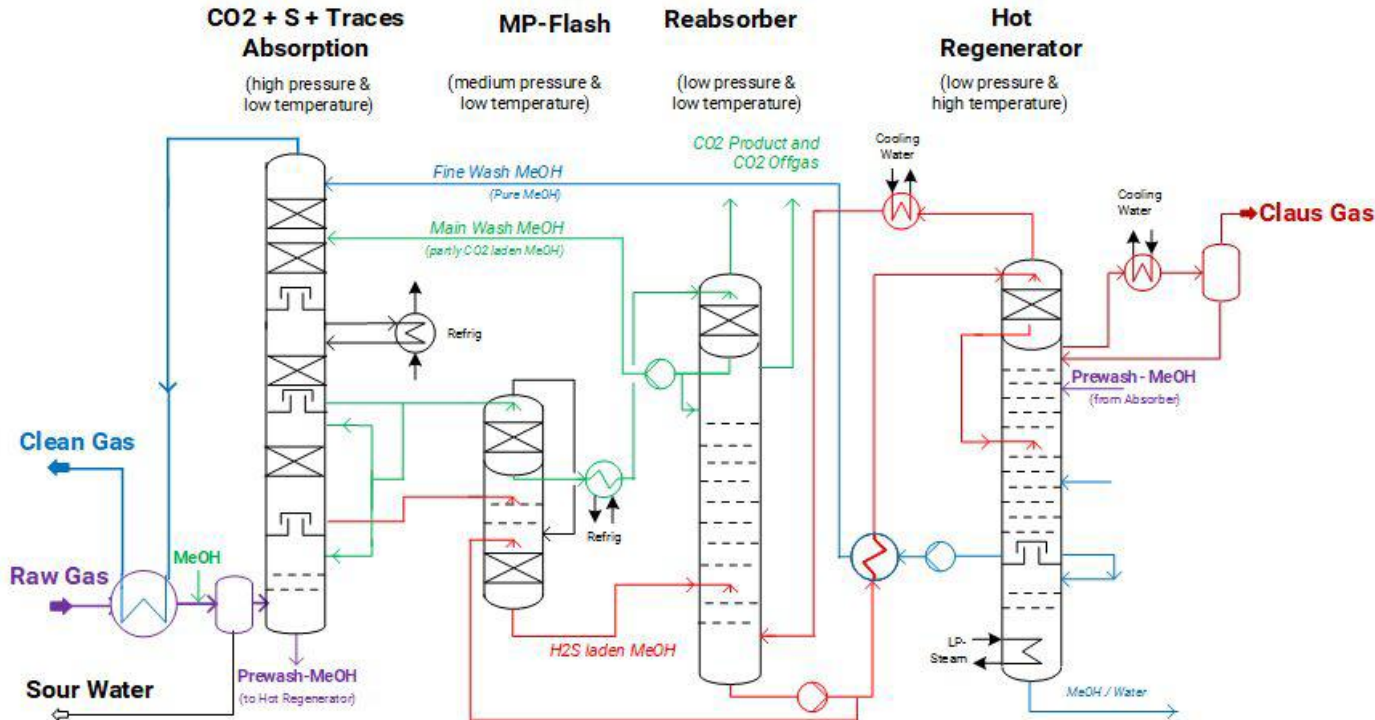 CO2 + S + Traces
Absorption
(high pressure &
low temperature)
MP-Flash
(medium pressure &
low temperature)
Reabsorber
(low pressure &
low temperature)
Hot
Regenerator
(low pressure &
high temperature)
CO2 Product and
CO2 Offgas
Cooling
Water
Fine Wash MeOH
(Pure MeOH)
Cooling
Water
Claus Gas
Main Wash MeOH
(partly CO2 laden MeOH)
Refrig
Prewash - MeOH
(from Absorber)
Clean Gas
Refrig
MeOH
Raw Gas
H2S laden MeOH
LP-
Steam
Prewash-MeOH
(to Hot Regenerator)
Sour Water
MeOH / Water